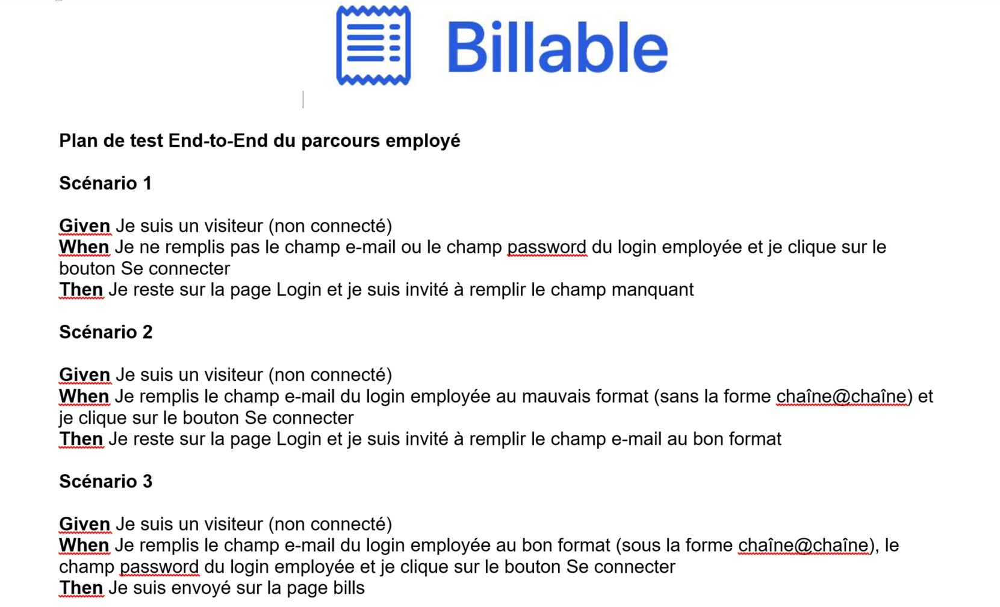 Billable
Plan de test End-to-End du parcours employé
Scénario 1
Given Je suis un visiteur (non connecté)
When Je ne remplis pas le champ e-mail ou le champ password du login employée et je clique sur le
bouton Se connecter
Then Je reste sur la page Login et je suis invité à remplir le champ manquant
Scénario 2
Given Je suis un visiteur (non connecté)
When Je remplis le champ e-mail du login employée au mauvais format (sans la forme chaîne@chaîne) et
je clique sur le bouton Se connecter
Then Je reste sur la page Login et je suis invité à remplir le champ e-mail au bon format
Scénario 3
Given Je suis un visiteur (non connecté)
When Je remplis le champ e-mail du login employée au bon format (sous la forme chaîne@chaîne), le
champ password du login employée et je clique sur le bouton Se connecter
Then Je suis envoyé sur la page bills